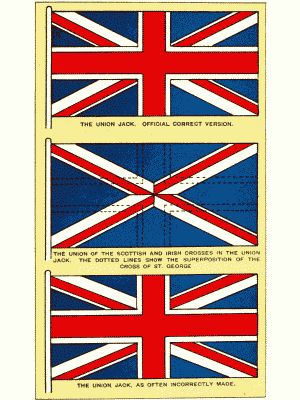 THE UNION JACK. OFFICIAL CORRECT VERSION.
THE UNION OF THE SCOTTISH AND IRISH CROSSES IN THE UNION
JACK. THE DOTTED LINES SHOW THE SUPERPOSITION OF THE
CROSS OF ST. GEORGE
THE UNION JACK, AS OFTEN INCORRECTLY MADE.